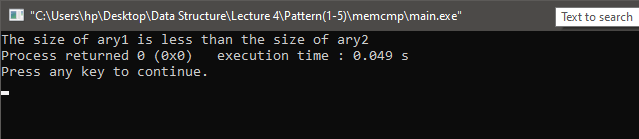 "C:\Users\hp\Desktop\Data Structure\Lecture 4\Pattern(1-5)\memcmp\main.exe"
Text to search
The size of ary1 is less than the size of ary2
Process returned 0 (0x0)   execution time : 0.049 s
Press any key to continue.